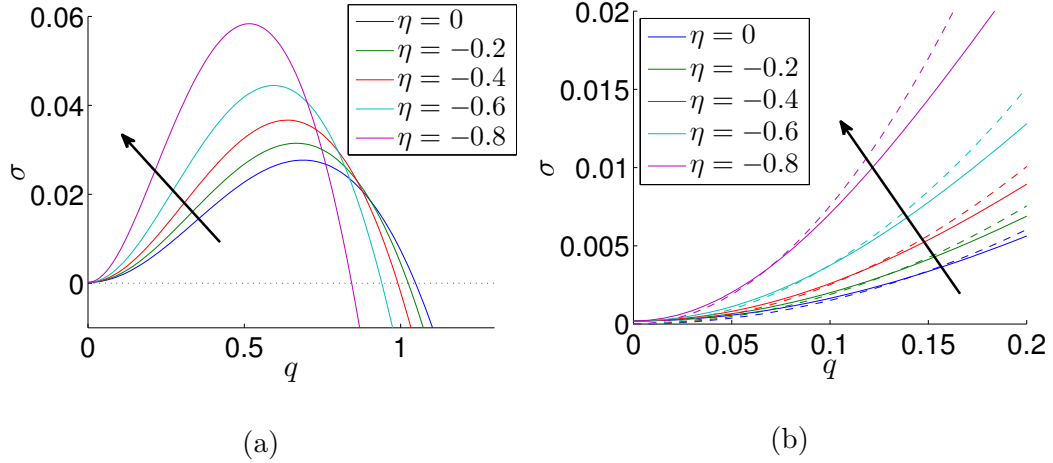 0.06
0.04
0.02
0
σ
0
0.5
1
q
η = 0
η = −0.2
η = −0.4
η = −0.6
η = −0.8
(a)
0.02
0.015
0.01
0.005
0
σ
0
0.05
0.1
0.15
0.2
q
η = 0
η = −0.2
η = −0.4
η = −0.6
η = −0.8
(b)